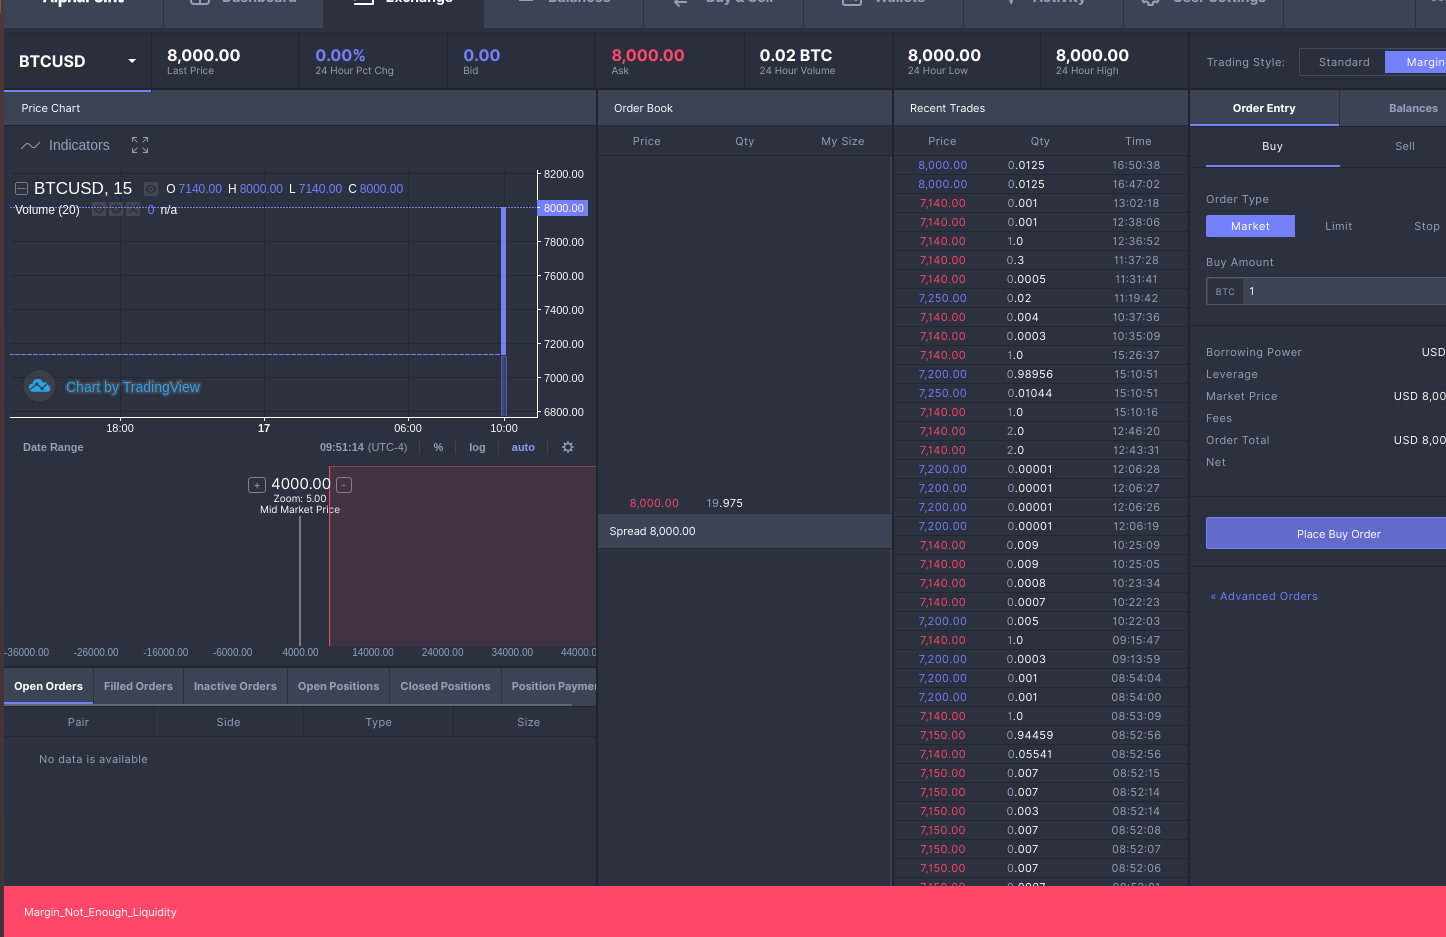 AlphaPoint
Dashboard
Exchange
Balances
Buy & Sell
Wallets
Activity
User Settings
BTCUSD
8,000.00
Last Price
0.00%
24 Hour Pct Chg
0.00
Bid
8,000.00
Ask
0.02 BTC
24 Hour Volume
8,000.00
24 Hour Low
8,000.00
24 Hour High
Trading Style: Standard Margin
Price Chart
Indicators
BTCUSD, 15 O 7140.00 H 8000.00 L 7140.00 C 8000.00
Volume (20) 0 n/a
8200.00
8000.00
7800.00
7600.00
7400.00
7200.00
7000.00
6800.00
Chart by TradingView
18:00 17 06:00 10:00
Date Range 09:51:14 (UTC-4) % log auto
+ 4000.00 -
Zoom: 5.00
Mid Market Price
-36000.00 -26000.00 -16000.00 -6000.00 4000.00 14000.00 24000.00 34000.00 44000.0
Open Orders Filled Orders Inactive Orders Open Positions Closed Positions Position Paymen
Pair Side Type Size
No data is available
Order Book
Price Qty My Size
8,000.00 19.975
Spread 8,000.00
Recent Trades
Price Qty Time
8,000.00 0.0125 16:50:38
8,000.00 0.0125 16:47:02
7,140.00 0.001 13:02:18
7,140.00 0.001 12:38:06
7,140.00 1.0 12:36:52
7,140.00 0.3 11:37:28
7,140.00 0.0005 11:31:41
7,250.00 0.02 11:19:42
7,140.00 0.004 10:37:36
7,140.00 0.0003 10:35:09
7,140.00 1.0 15:26:37
7,200.00 0.98956 15:10:51
7,250.00 0.01044 15:10:51
7,140.00 1.0 15:10:16
7,140.00 2.0 12:46:20
7,140.00 2.0 12:43:31
7,200.00 0.00001 12:06:28
7,200.00 0.00001 12:06:27
7,200.00 0.00001 12:06:26
7,200.00 0.00001 12:06:19
7,140.00 0.009 10:25:09
7,140.00 0.009 10:25:05
7,140.00 0.0008 10:23:34
7,140.00 0.0007 10:22:23
7,200.00 0.005 10:22:03
7,140.00 1.0 09:15:47
7,200.00 0.0003 09:13:59
7,200.00 0.001 08:54:04
7,200.00 0.001 08:54:00
7,140.00 1.0 08:53:09
7,150.00 0.94459 08:52:56
7,140.00 0.05541 08:52:56
7,150.00 0.007 08:52:15
7,150.00 0.007 08:52:14
7,150.00 0.003 08:52:14
7,150.00 0.007 08:52:08
7,150.00 0.007 08:52:07
7,150.00 0.007 08:52:06
Order Entry Balances
Buy Sell
Order Type
Market Limit Stop
Buy Amount
BTC 1
Borrowing Power USD
Leverage
Market Price USD 8,00
Fees
Order Total USD 8,00
Net
Place Buy Order
« Advanced Orders
Margin_Not_Enough_Liquidity